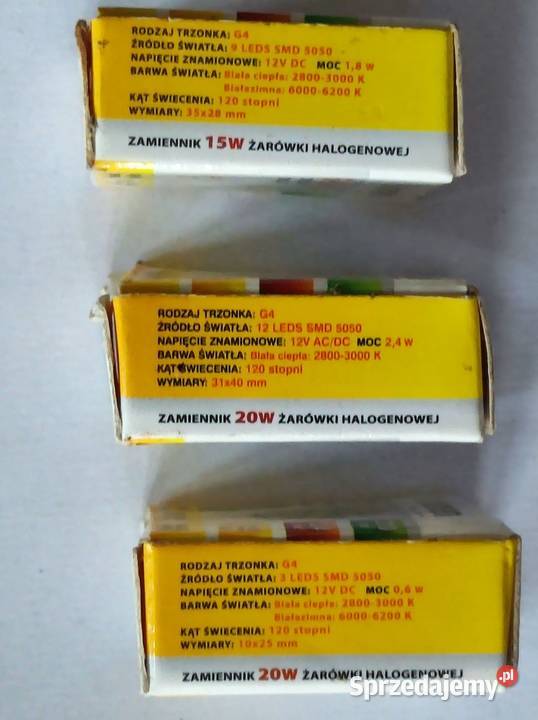 RODZAJ TRZONKA: G4
ŹRÓDŁO ŚWIATŁA: 9 LEDS SMD 5050
NAPIĘCIE ZNAMIONOWE: 12V DC MOC 1,8 W
BARWA ŚWIATŁA: Biała ciepła: 2800-3000 K
Białazimna: 6000-6200 K
KĄT ŚWIECENIA: 120 stopni
WYMIARY: 35x28 mm
ZAMIENNIK 15W ŻARÓWKI HALOGENOWEJ
RODZAJ TRZONKA: G4
ŹRÓDŁO ŚWIATŁA: 12 LEDS SMD 5050
NAPIĘCIE ZNAMIONOWE: 12V AC/DC MOC 2,4 W
BARWA ŚWIATŁA: Biała ciepła: 2800-3000 K
KĄT ŚWIECENIA: 120 stopni
WYMIARY: 31x40 mm
ZAMIENNIK 20W ŻARÓWKI HALOGENOWEJ
RODZAJ TRZONKA: G4
ŹRÓDŁO ŚWIATŁA: 3 LEDS SMD 5050
NAPIĘCIE ZNAMIONOWE: 12V DC MOC 0,6 W
BARWA ŚWIATŁA: Biała ciepła: 2800-3000 K
Białazimna: 6000-6200 K
KĄT ŚWIECENIA: 120 stopni
WYMIARY: 10x25 mm
ZAMIENNIK 20W ŻARÓWKI HALOGENOWEJ
Sprzedajemy.pl